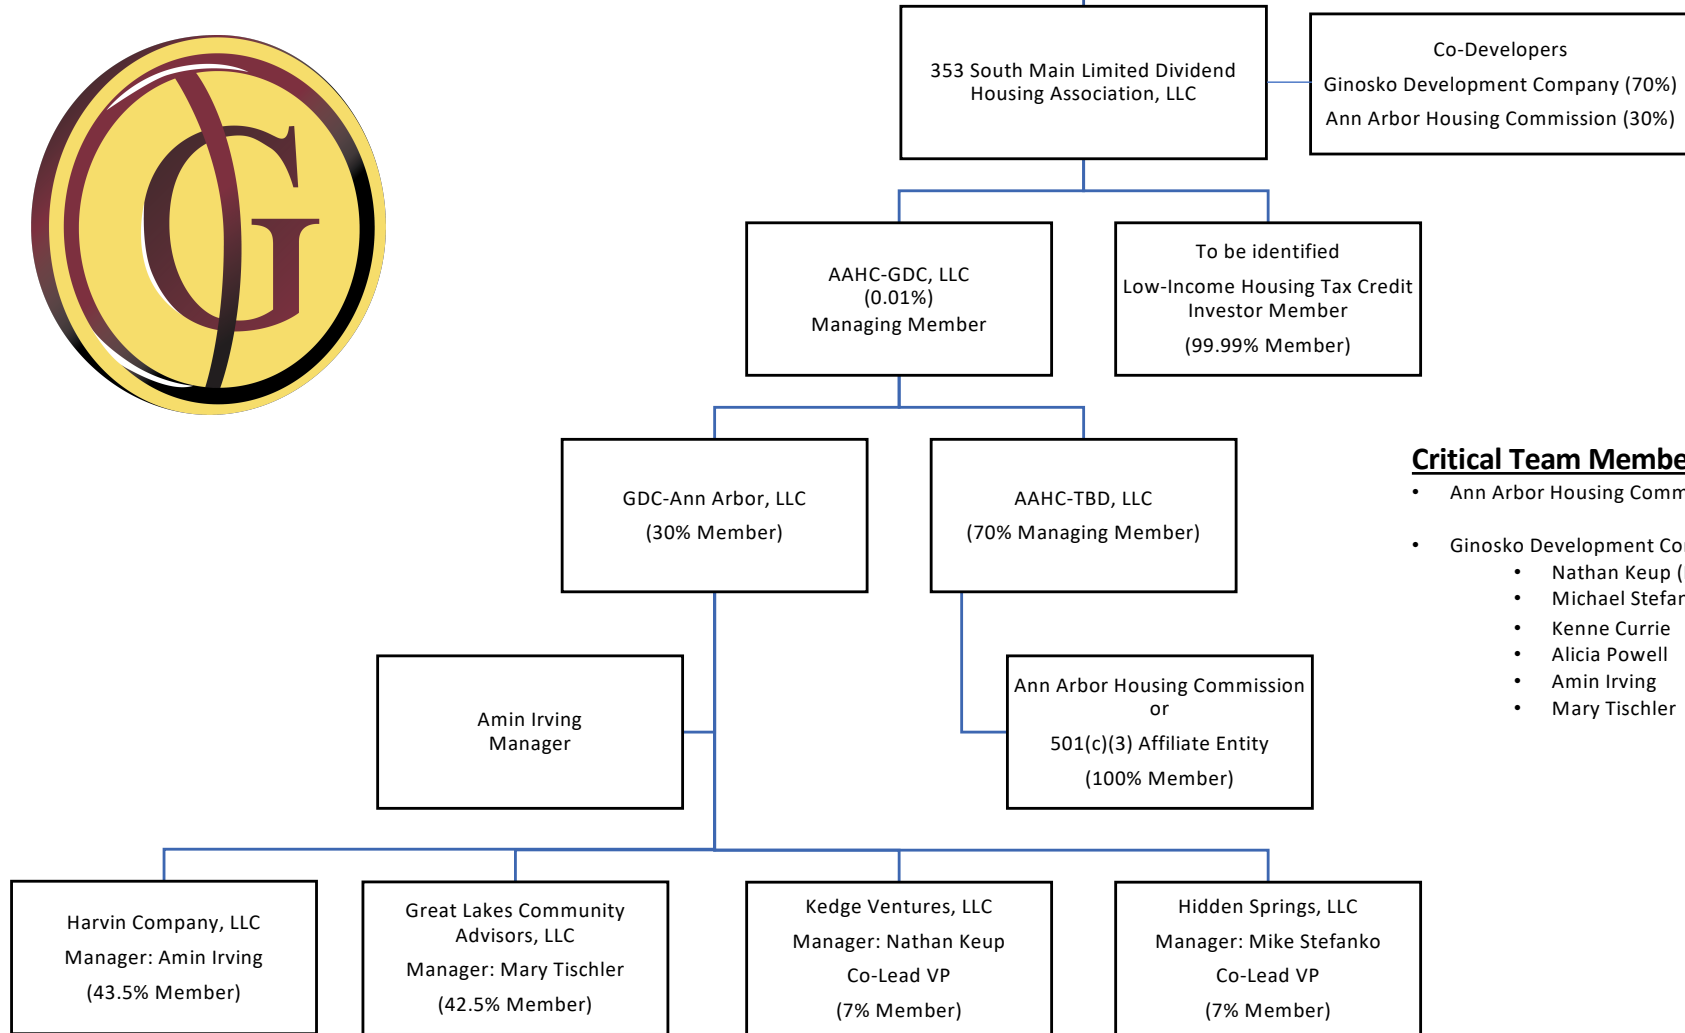 G
353 South Main Limited Dividend
Housing Association, LLC
Co-Developers
Ginosko Development Company (70%)
Ann Arbor Housing Commission (30%)
AAHC-GDC, LLC
(0.01%)
Managing Member
To be identified
Low-Income Housing Tax Credit
Investor Member
(99.99% Member)
GDC-Ann Arbor, LLC
(30% Member)
AAHC-TBD, LLC
(70% Managing Member)
Critical Team
• Ann Arbor Housing
• Ginosko Development
• Nathan Keup
• Michael
• Kenne Currie
• Alicia Powell
• Amin Irving
• Mary Tischler
Amin Irving
Manager
Ann Arbor Housing Commission
or
501(c)(3) Affiliate Entity
(100% Member)
Harvin Company, LLC
Manager: Amin Irving
(43.5% Member)
Great Lakes Community
Advisors, LLC
Manager: Mary Tischler
(42.5% Member)
Kedge Ventures, LLC
Manager: Nathan Keup
Co-Lead VP
(7% Member)
Hidden Springs, LLC
Manager: Mike Stefanko
Co-Lead VP
(7% Member)